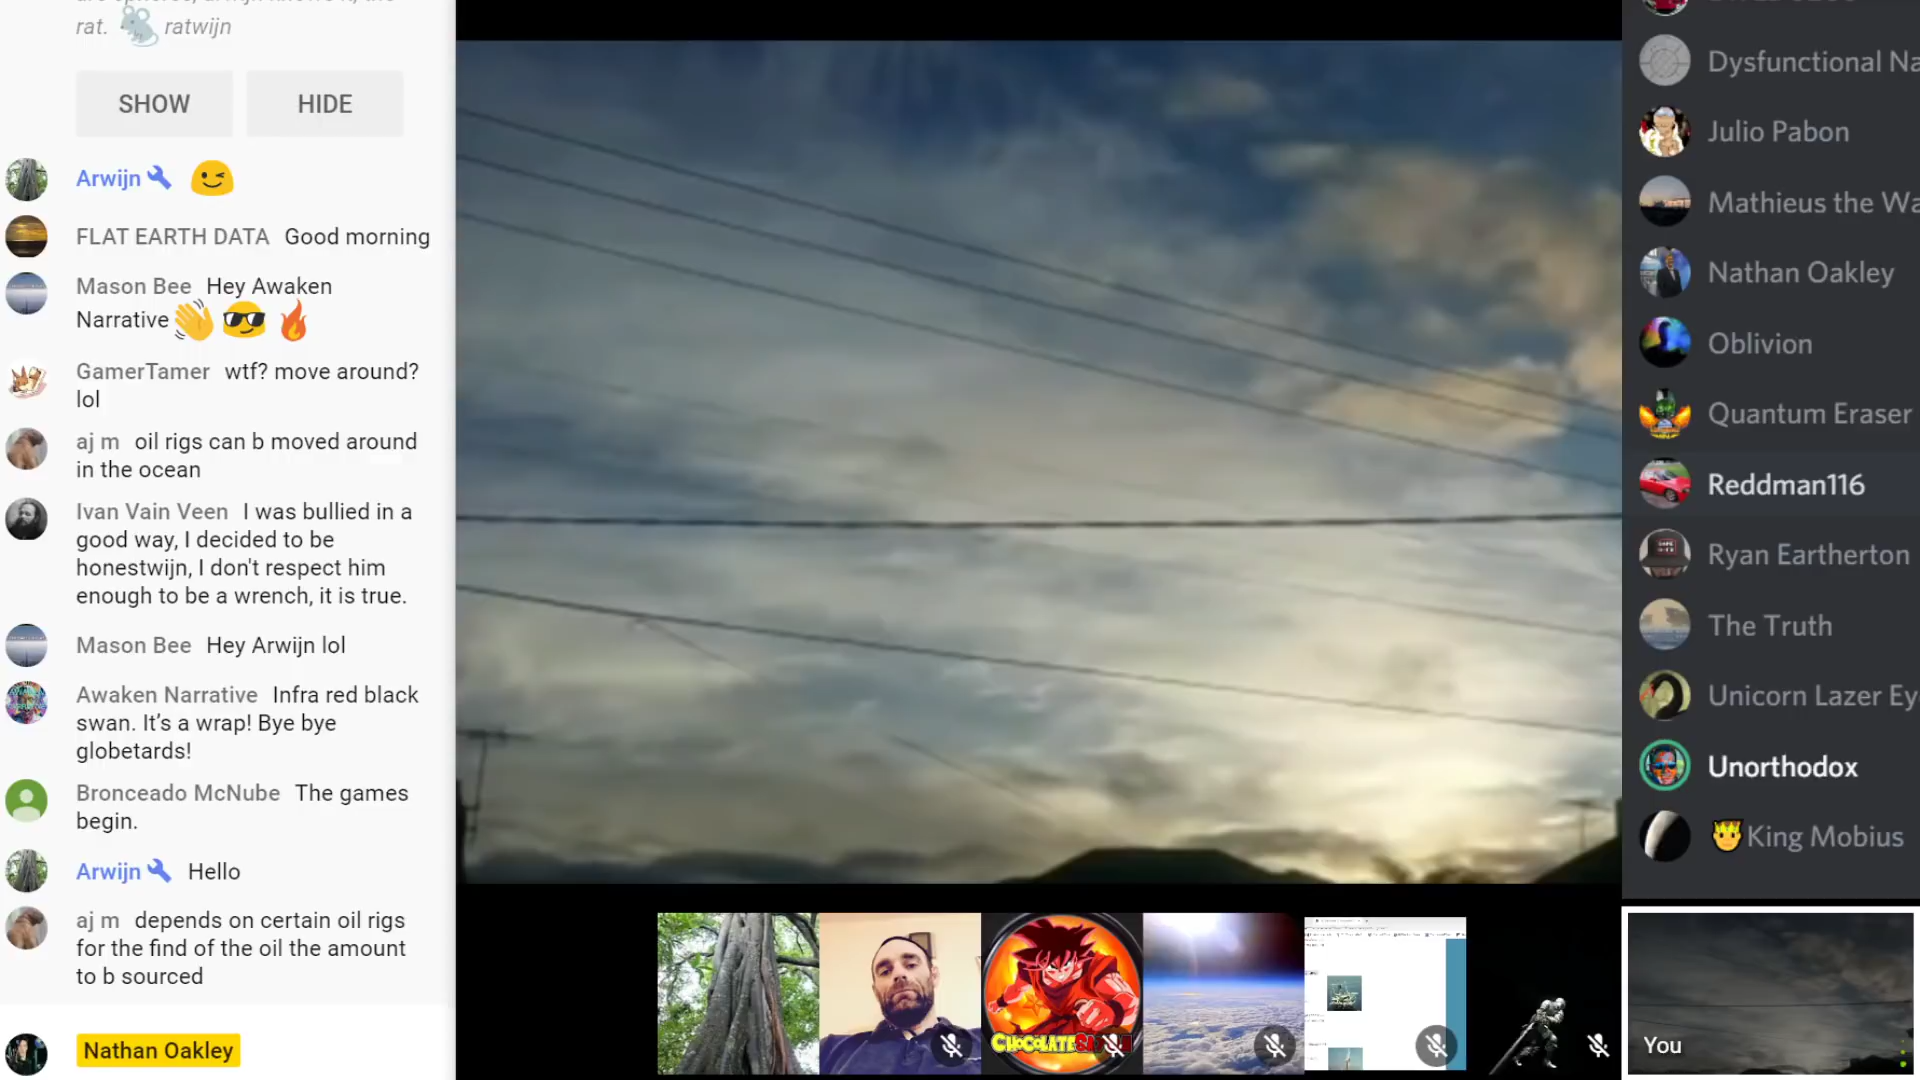 rat. ratwijn
SHOW HIDE
Arwijn
FLAT EARTH DATA Good morning
Mason Bee Hey Awaken
Narrative
GamerTamer wtf? move around?
lol
aj m oil rigs can b moved around
in the ocean
Ivan Vain Veen I was bullied in a
good way, I decided to be
honestwijn, I don't respect him
enough to be a wrench, it is true.
Mason Bee Hey Arwijn lol
Awaken Narrative Infra red black
swan. It’s a wrap! Bye bye
globetards!
Bronceado McNube The games
begin.
Arwijn Hello
aj m depends on certain oil rigs
for the find of the oil the amount
to b sourced
Nathan Oakley
Dysfunctional Na
Julio Pabon
Mathieus the Wa
Nathan Oakley
Oblivion
Quantum Eraser
Reddman116
Ryan Eartherton
The Truth
Unicorn Lazer Ey
Unorthodox
King Mobius
You